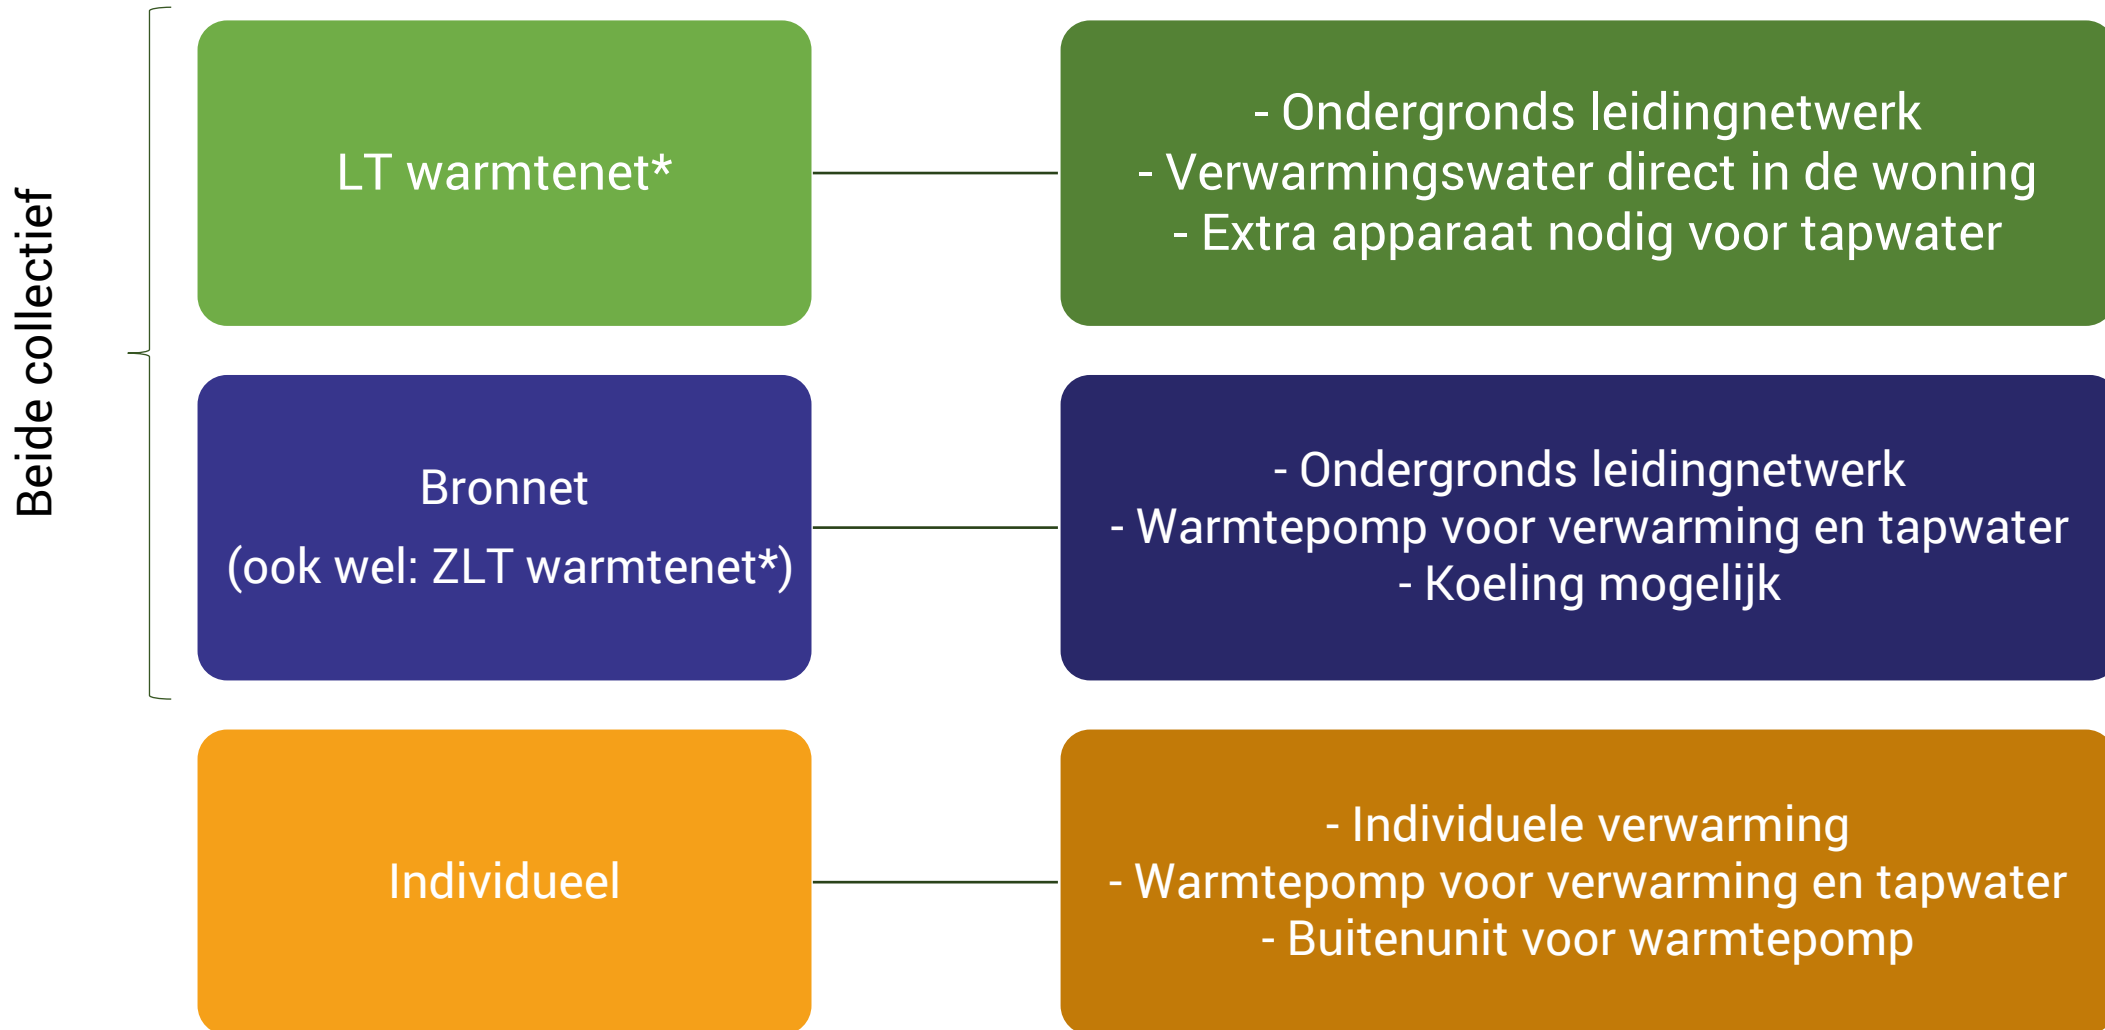 Beide collectief
LT warmtenet*
- Ondergronds leidingnetwerk
- Verwarmingswater direct in de woning
- Extra apparaat nodig voor tapwater
Bronnet
(ook wel: ZLT warmtenet*)
- Ondergronds leidingnetwerk
- Warmtepomp voor verwarming en tapwater
- Koeling mogelijk
Individueel
- Individuele verwarming
- Warmtepomp voor verwarming en tapwater
- Buitenunit voor warmtepomp